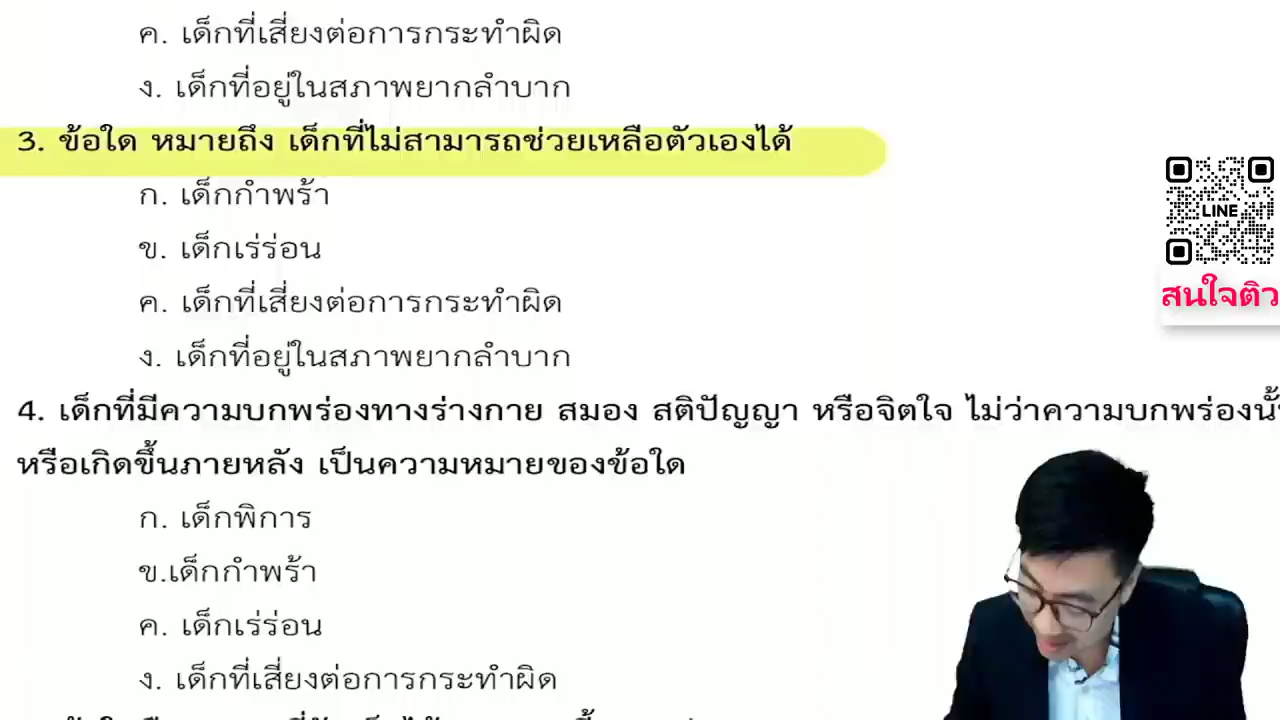 ค. เด็กที่เสี่ยงต่อการกระทำผิด
ง. เด็กที่อยู่ในสภาพยากลำบาก
3. ข้อใด หมายถึง เด็กที่ไม่สามารถช่วยเหลือตัวเองได้
ก. เด็กกำพร้า
ข. เด็กเร่ร่อน
ค. เด็กที่เสี่ยงต่อการกระทำผิด
ง. เด็กที่อยู่ในสภาพยากลำบาก
LINE
สนใจติว
4. เด็กที่มีความบกพร่องทางร่างกาย สมอง สติปัญญา หรือจิตใจ ไม่ว่าความบกพร่อง
หรือเกิดขึ้นภายหลัง เป็นความหมายของข้อใด
ก. เด็กพิการ
ข.เด็กกำพร้า
ค. เด็กเร่ร่อน
ง. เด็กที่เสี่ยงต่อการกระทำผิด